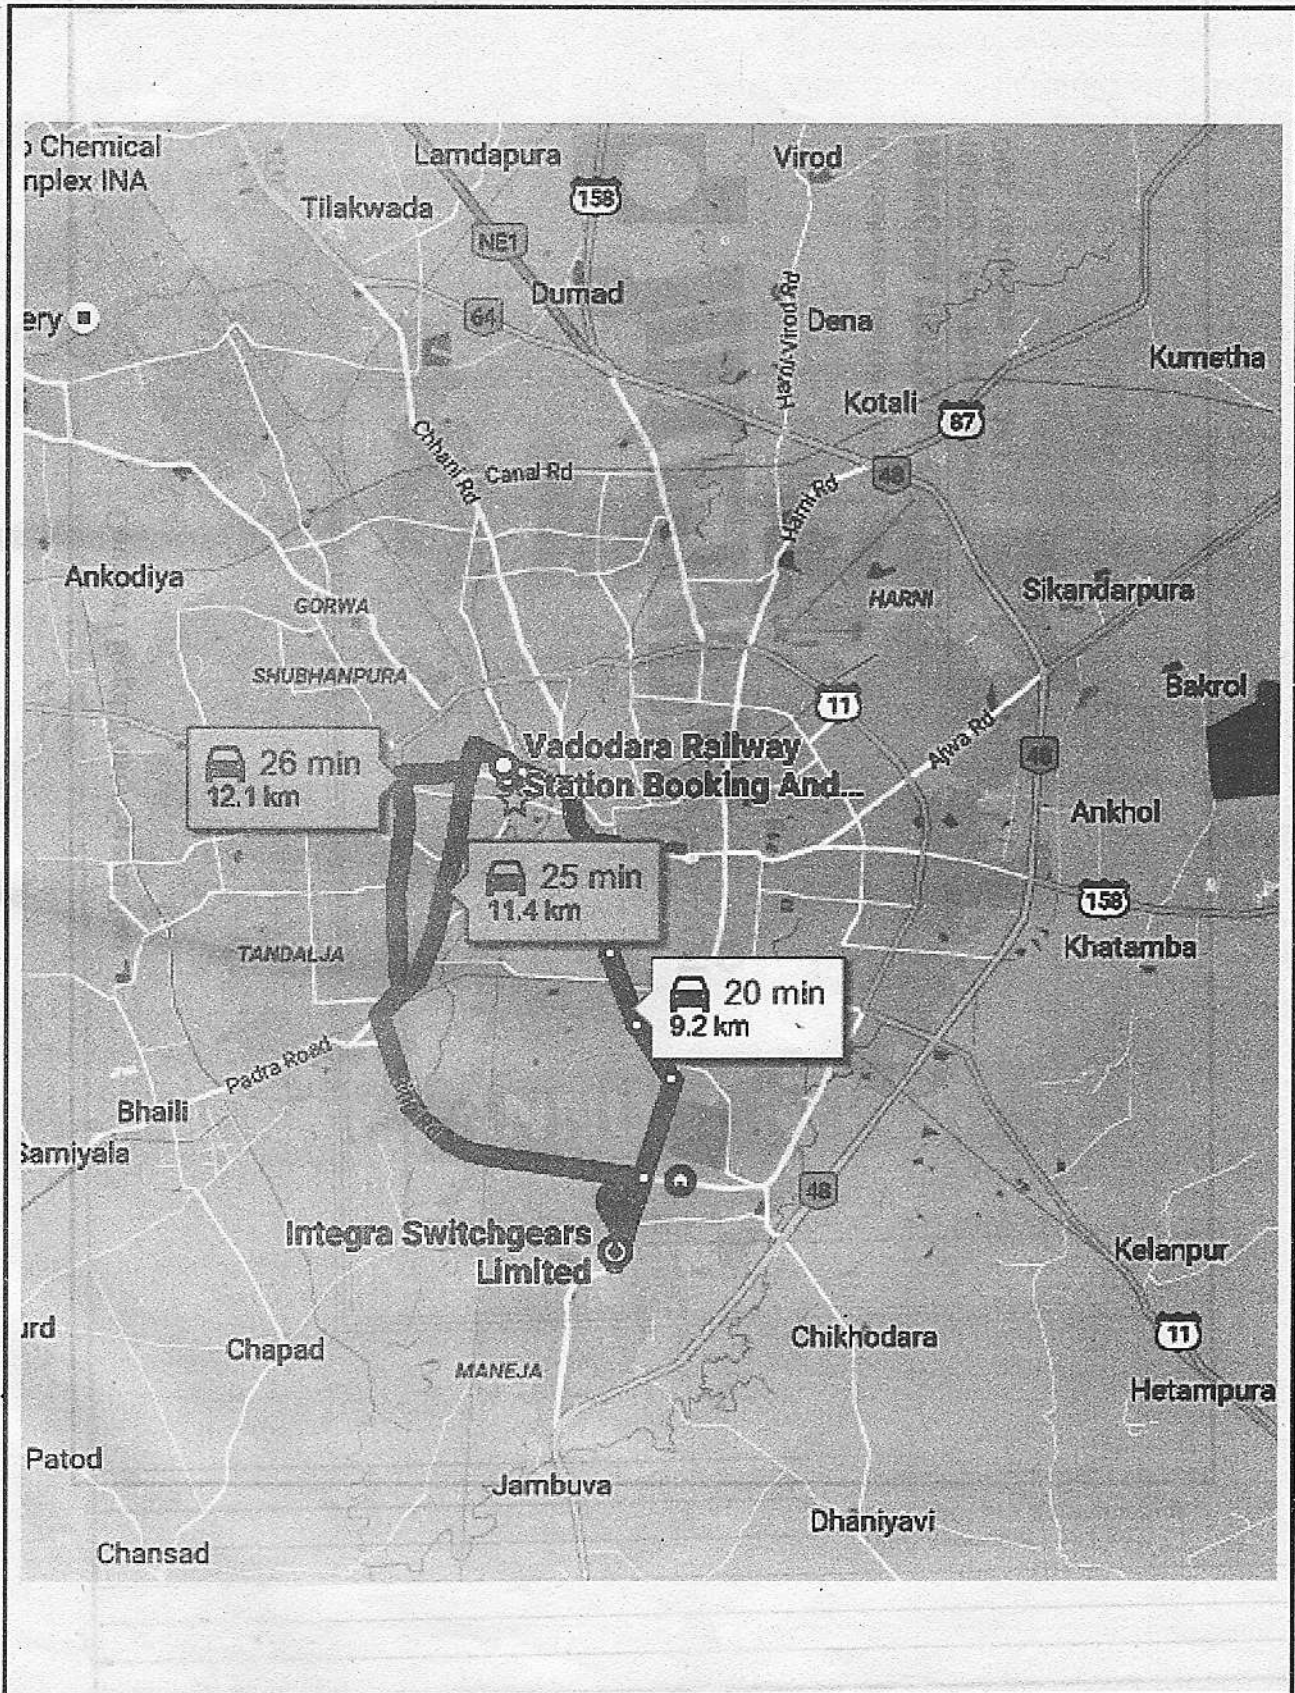 Chemical
mplex INA
Lamdapura
Virod
158
Tilakwada
NE1
Dumad
64
ery
Dena
Harni-Virod Rd
Kumetha
Kotali
87
48
Chhani Rd
Canal Rd
Harni Rd
Ankodiya
GORWA
HARNI
Sikandarpura
SHUBHANPURA
Bakrol
11
Ajwa Rd
48
Vadodara Railway
Station Booking And...
26 min
12.1 km
Ankhol
25 min
11.4 km
158
TANDALJA
Khatamba
20 min
9.2 km
Padra Road
Bhaili
Samiyala
48
Integra Switchgears
Limited
Kelanpur
urd
Chapad
Chikhodara
11
MANEJA
Hetampura
Patod
Jambuva
Dhaniyavi
Chansad